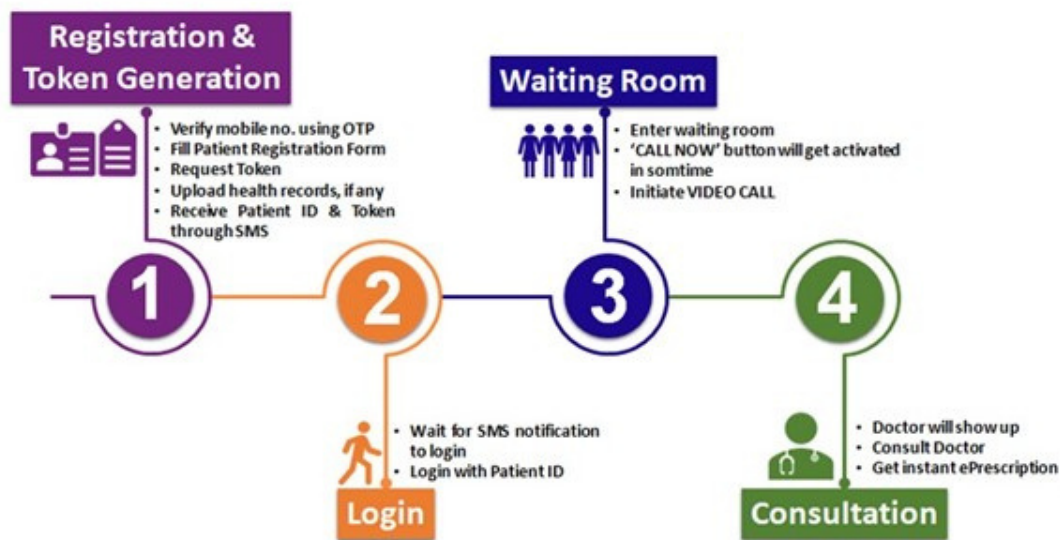 Registration &
Token Generation
• Verify mobile no. using OTP
• Fill Patient Registration Form
• Request Token
• Upload health records, if any
• Receive Patient ID & Token
through SMS
1
2
• Wait for SMS notification
to login
• Login with Patient ID
Login
Waiting Room
• Enter waiting room
• ‘CALL NOW’ button will get activated
in somtime
• Initiate VIDEO CALL
3
4
• Doctor will show up
• Consult Doctor
• Get instant ePrescription
Consultation